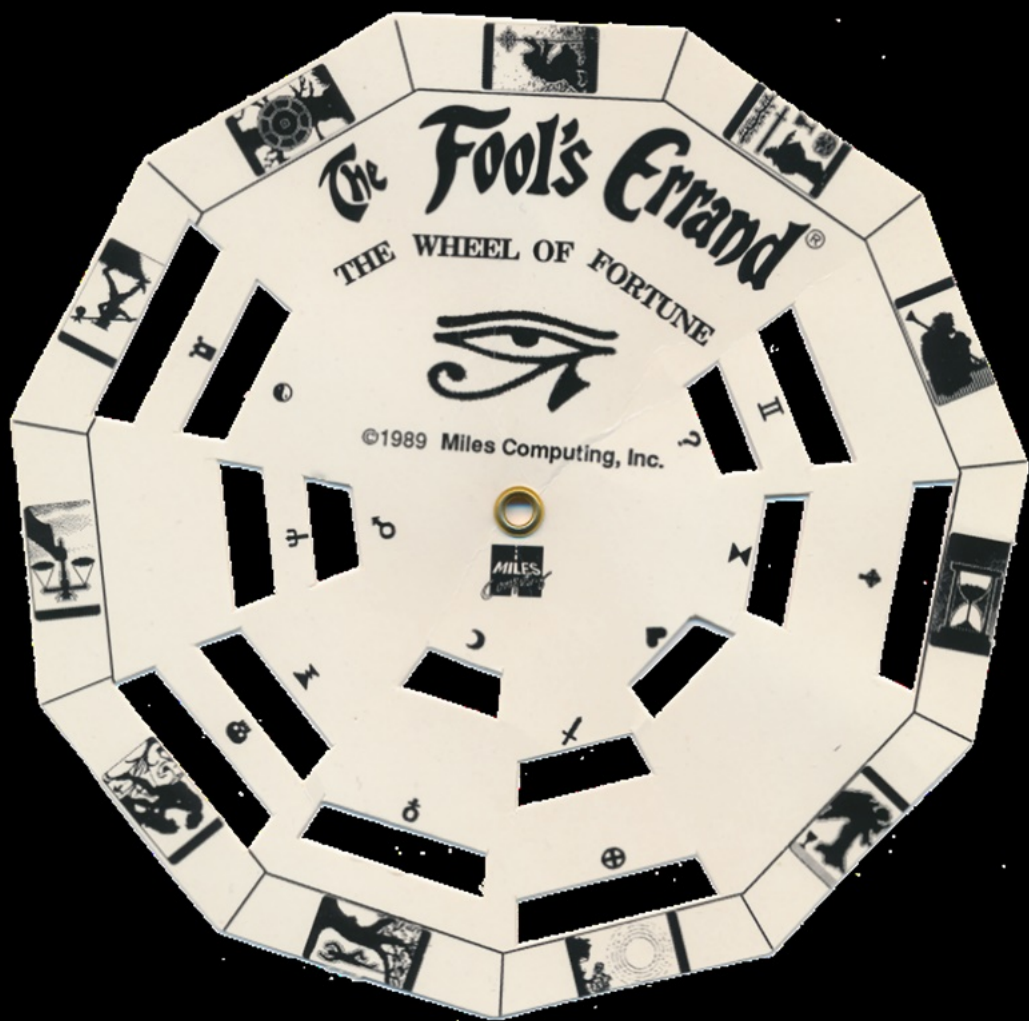 The Fool's Errand®
THE WHEEL OF FORTUNE
©1989 Miles Computing, Inc.
MILES